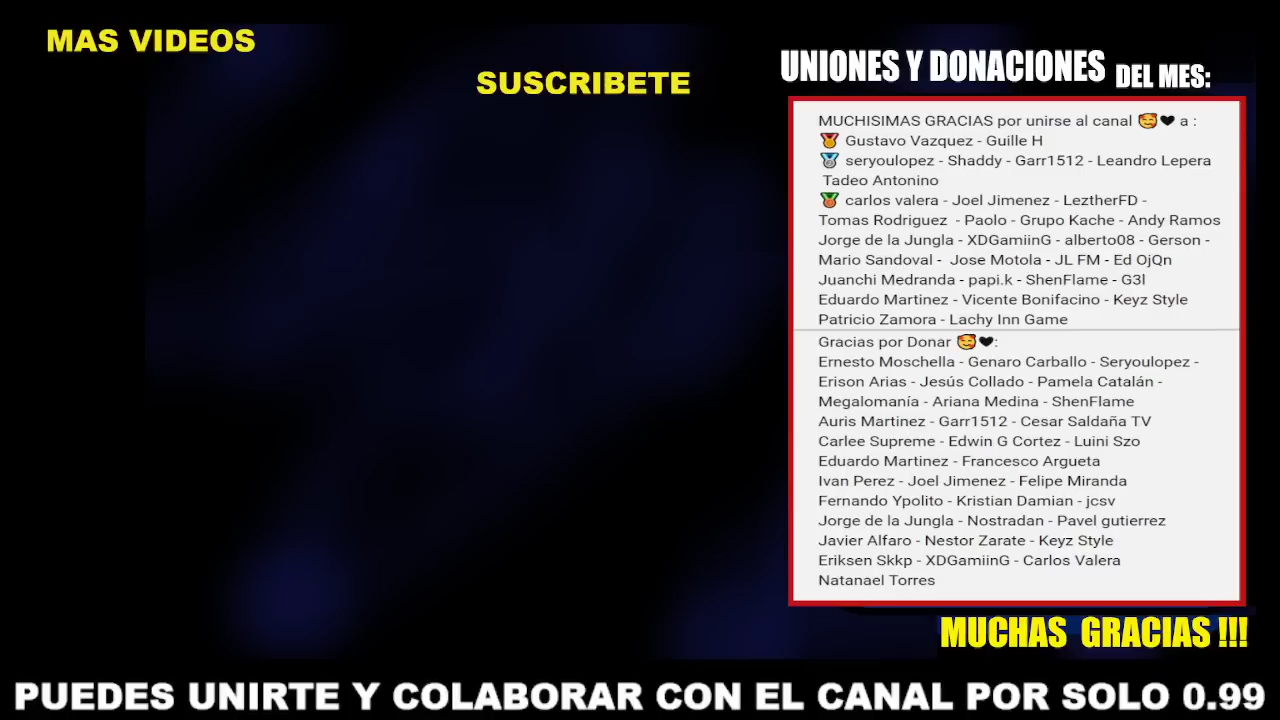 MAS VIDEOS
SUSCRIBETE
UNIONES Y DONACIONES DEL MES:
MUCHISIMAS GRACIAS por unirse al canal 🥰🖤 a :
🥇 Gustavo Vazquez - Guille H
🥈 seryoulopez - Shaddy - Garr1512 - Leandro Lepera
Tadeo Antonino
🥉 carlos valera - Joel Jimenez - LeztherFD -
Tomas Rodriguez - Paolo - Grupo Kache - Andy Ramos
Jorge de la Jungla - XDGamiinG - alberto08 - Gerson -
Mario Sandoval - Jose Motola - JL FM - Ed OjQn
Juanchi Medranda - papi.k - ShenFlame - G3l
Eduardo Martinez - Vicente Bonifacino - Keyz Style
Patricio Zamora - Lachy Inn Game
Gracias por Donar 🥰🖤:
Ernesto Moschella - Genaro Carballo - Seryoulopez -
Erison Arias - Jesús Collado - Pamela Catalán -
Megalomanía - Ariana Medina - ShenFlame
Auris Martinez - Garr1512 - Cesar Saldaña TV
Carlee Supreme - Edwin G Cortez - Luini Szo
Eduardo Martinez - Francesco Argueta
Ivan Perez - Joel Jimenez - Felipe Miranda
Fernando Ypolito - Kristian Damian - jcsv
Jorge de la Jungla - Nostradan - Pavel gutierrez
Javier Alfaro - Nestor Zarate - Keyz Style
Eriksen Skkp - XDGamiinG - Carlos Valera
Natanael Torres
MUCHAS GRACIAS !!!
PUEDES UNIRTE Y COLABORAR CON EL CANAL POR SOLO 0.99